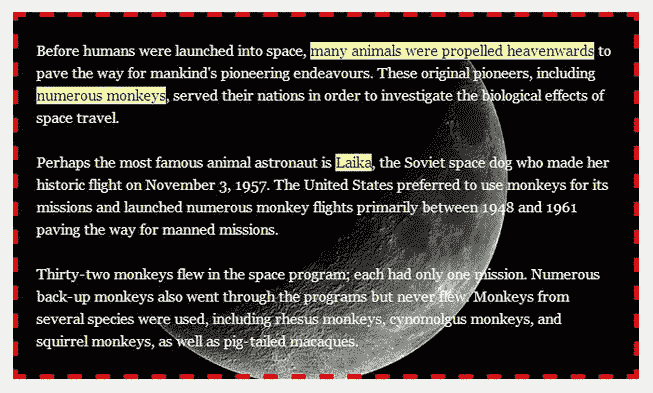 Before humans were launched into space, many animals were propelled heavenwards to
pave the way for mankind's pioneering endeavours. These original pioneers, including
numerous monkeys, served their nations in order to investigate the biological effects of
space travel.
Perhaps the most famous animal astronaut is Laika, the Soviet space dog who made her
historic flight on November 3, 1957. The United States preferred to use monkeys for its
missions and launched numerous monkey flights primarily between 1948 and 1961
paving the way for manned missions.
Thirty-two monkeys flew in the space program; each had only one mission. Numerous
back-up monkeys also went through the programs but never flew. Monkeys from
several species were used, including rhesus monkeys, cynomolgus monkeys, and
squirrel monkeys, as well as pig-tailed macaques.